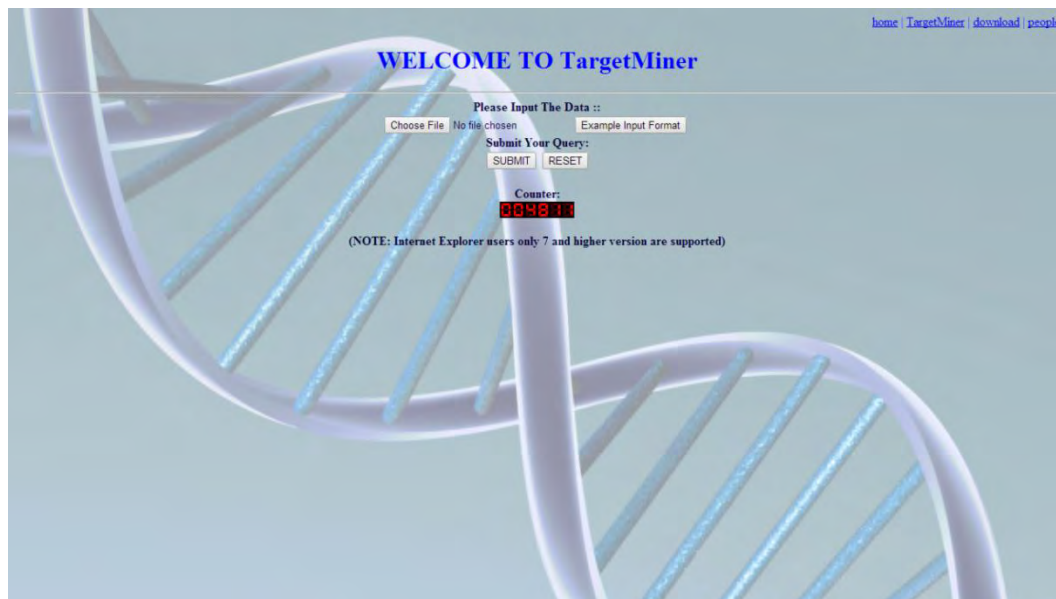 home | TargetMiner | download | people
WELCOME TO TargetMiner
Please Input The Data ::
Choose File No file chosen Example Input Format
Submit Your Query:
SUBMIT RESET
Counter:
004811
(NOTE: Internet Explorer users only 7 and higher version are supported)